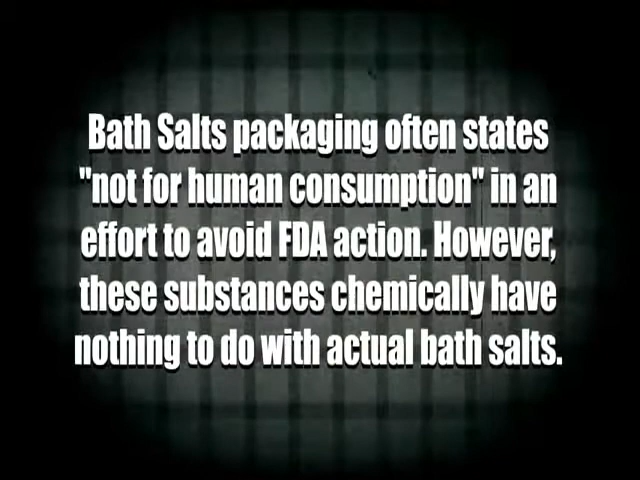 Bath Salts packaging often states
"not for human consumption" in an
effort to avoid FDA action. However,
these substances chemically have
nothing to do with actual bath salts.